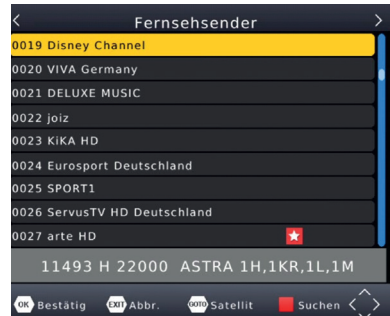 Fernsehsender
0019 Disney Channel
0020 VIVA Germany
0021 DELUXE MUSIC
0022 joiz
0023 KiKA HD
0024 Eurosport Deutschland
0025 SPORT1
0026 ServusTV HD Deutschland
0027 arte HD
11493 H 22000 ASTRA 1H,1KR,1L,1M
OK Bestätig EXIT Abbr. GOTO Satellit Suchen